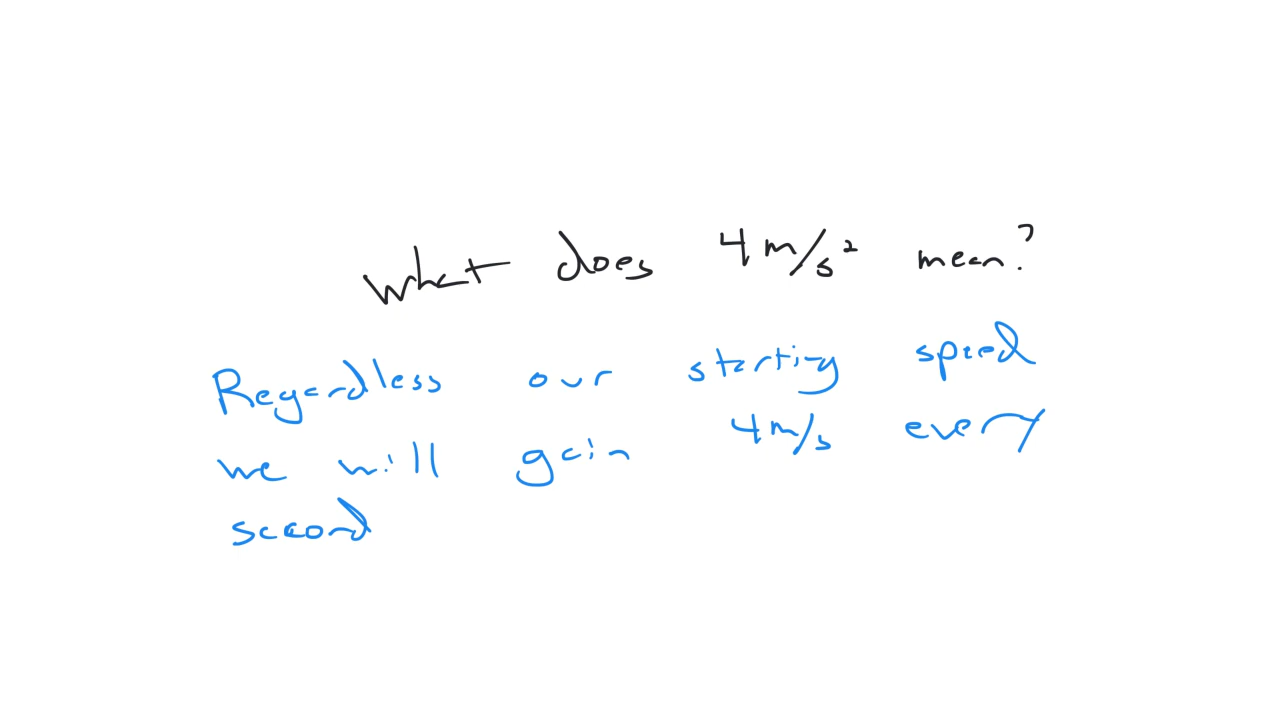 What does 4m/s² mean?
Regardless our starting speed
we will gain 4m/s every
second